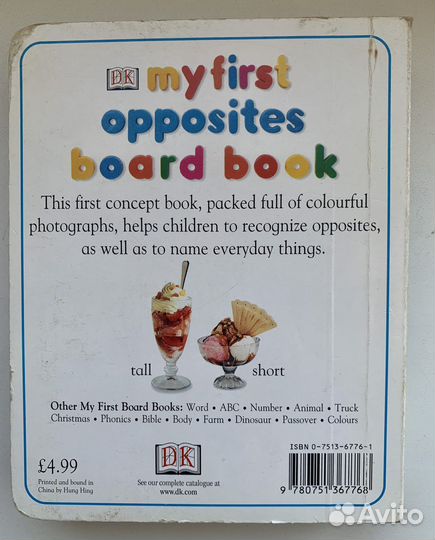 DK my first
opposites
board book
This first concept book, packed full of colourful
photographs, helps children to recognize opposites,
as well as to name everyday things.
tall short
Other My First Board Books: Word • ABC • Number • Animal • Truck
Christmas • Phonics • Bible • Body • Farm • Dinosaur • Passover • Colours
ISBN 0-7513-6776-1
£4.99
DK
Printed and bound in
China by Hung Hing
See our complete catalogue at
www.dk.com
9 780751 367768
Avito